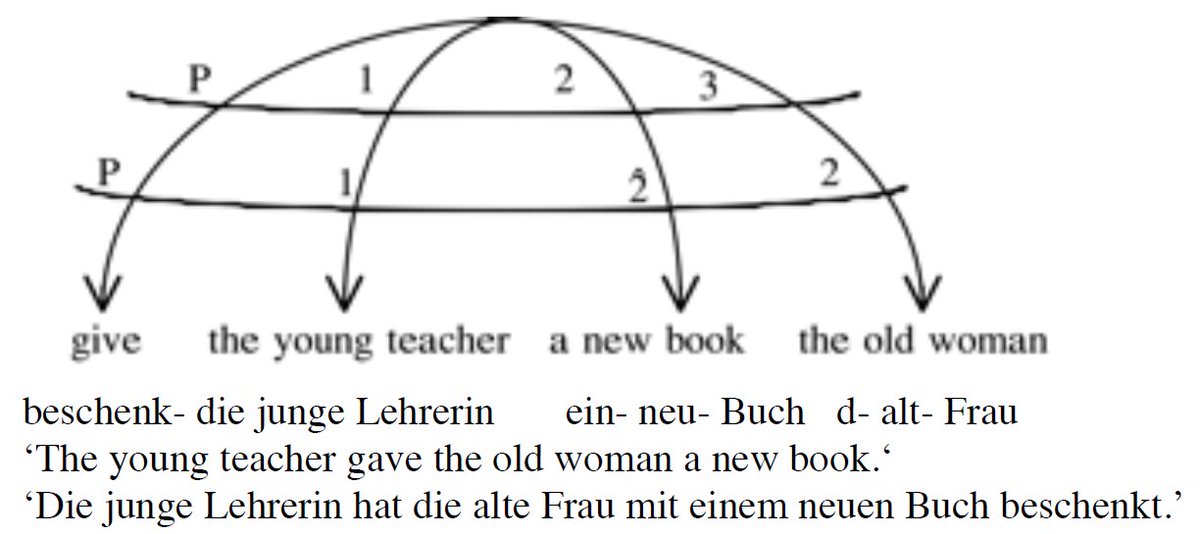 P 1 2 3
P 1 2̂ 2
give the young teacher a new book the old woman
beschenk- die junge Lehrerin ein- neu- Buch d- alt- Frau
‘The young teacher gave the old woman a new book.‘
‘Die junge Lehrerin hat die alte Frau mit einem neuen Buch beschenkt.’